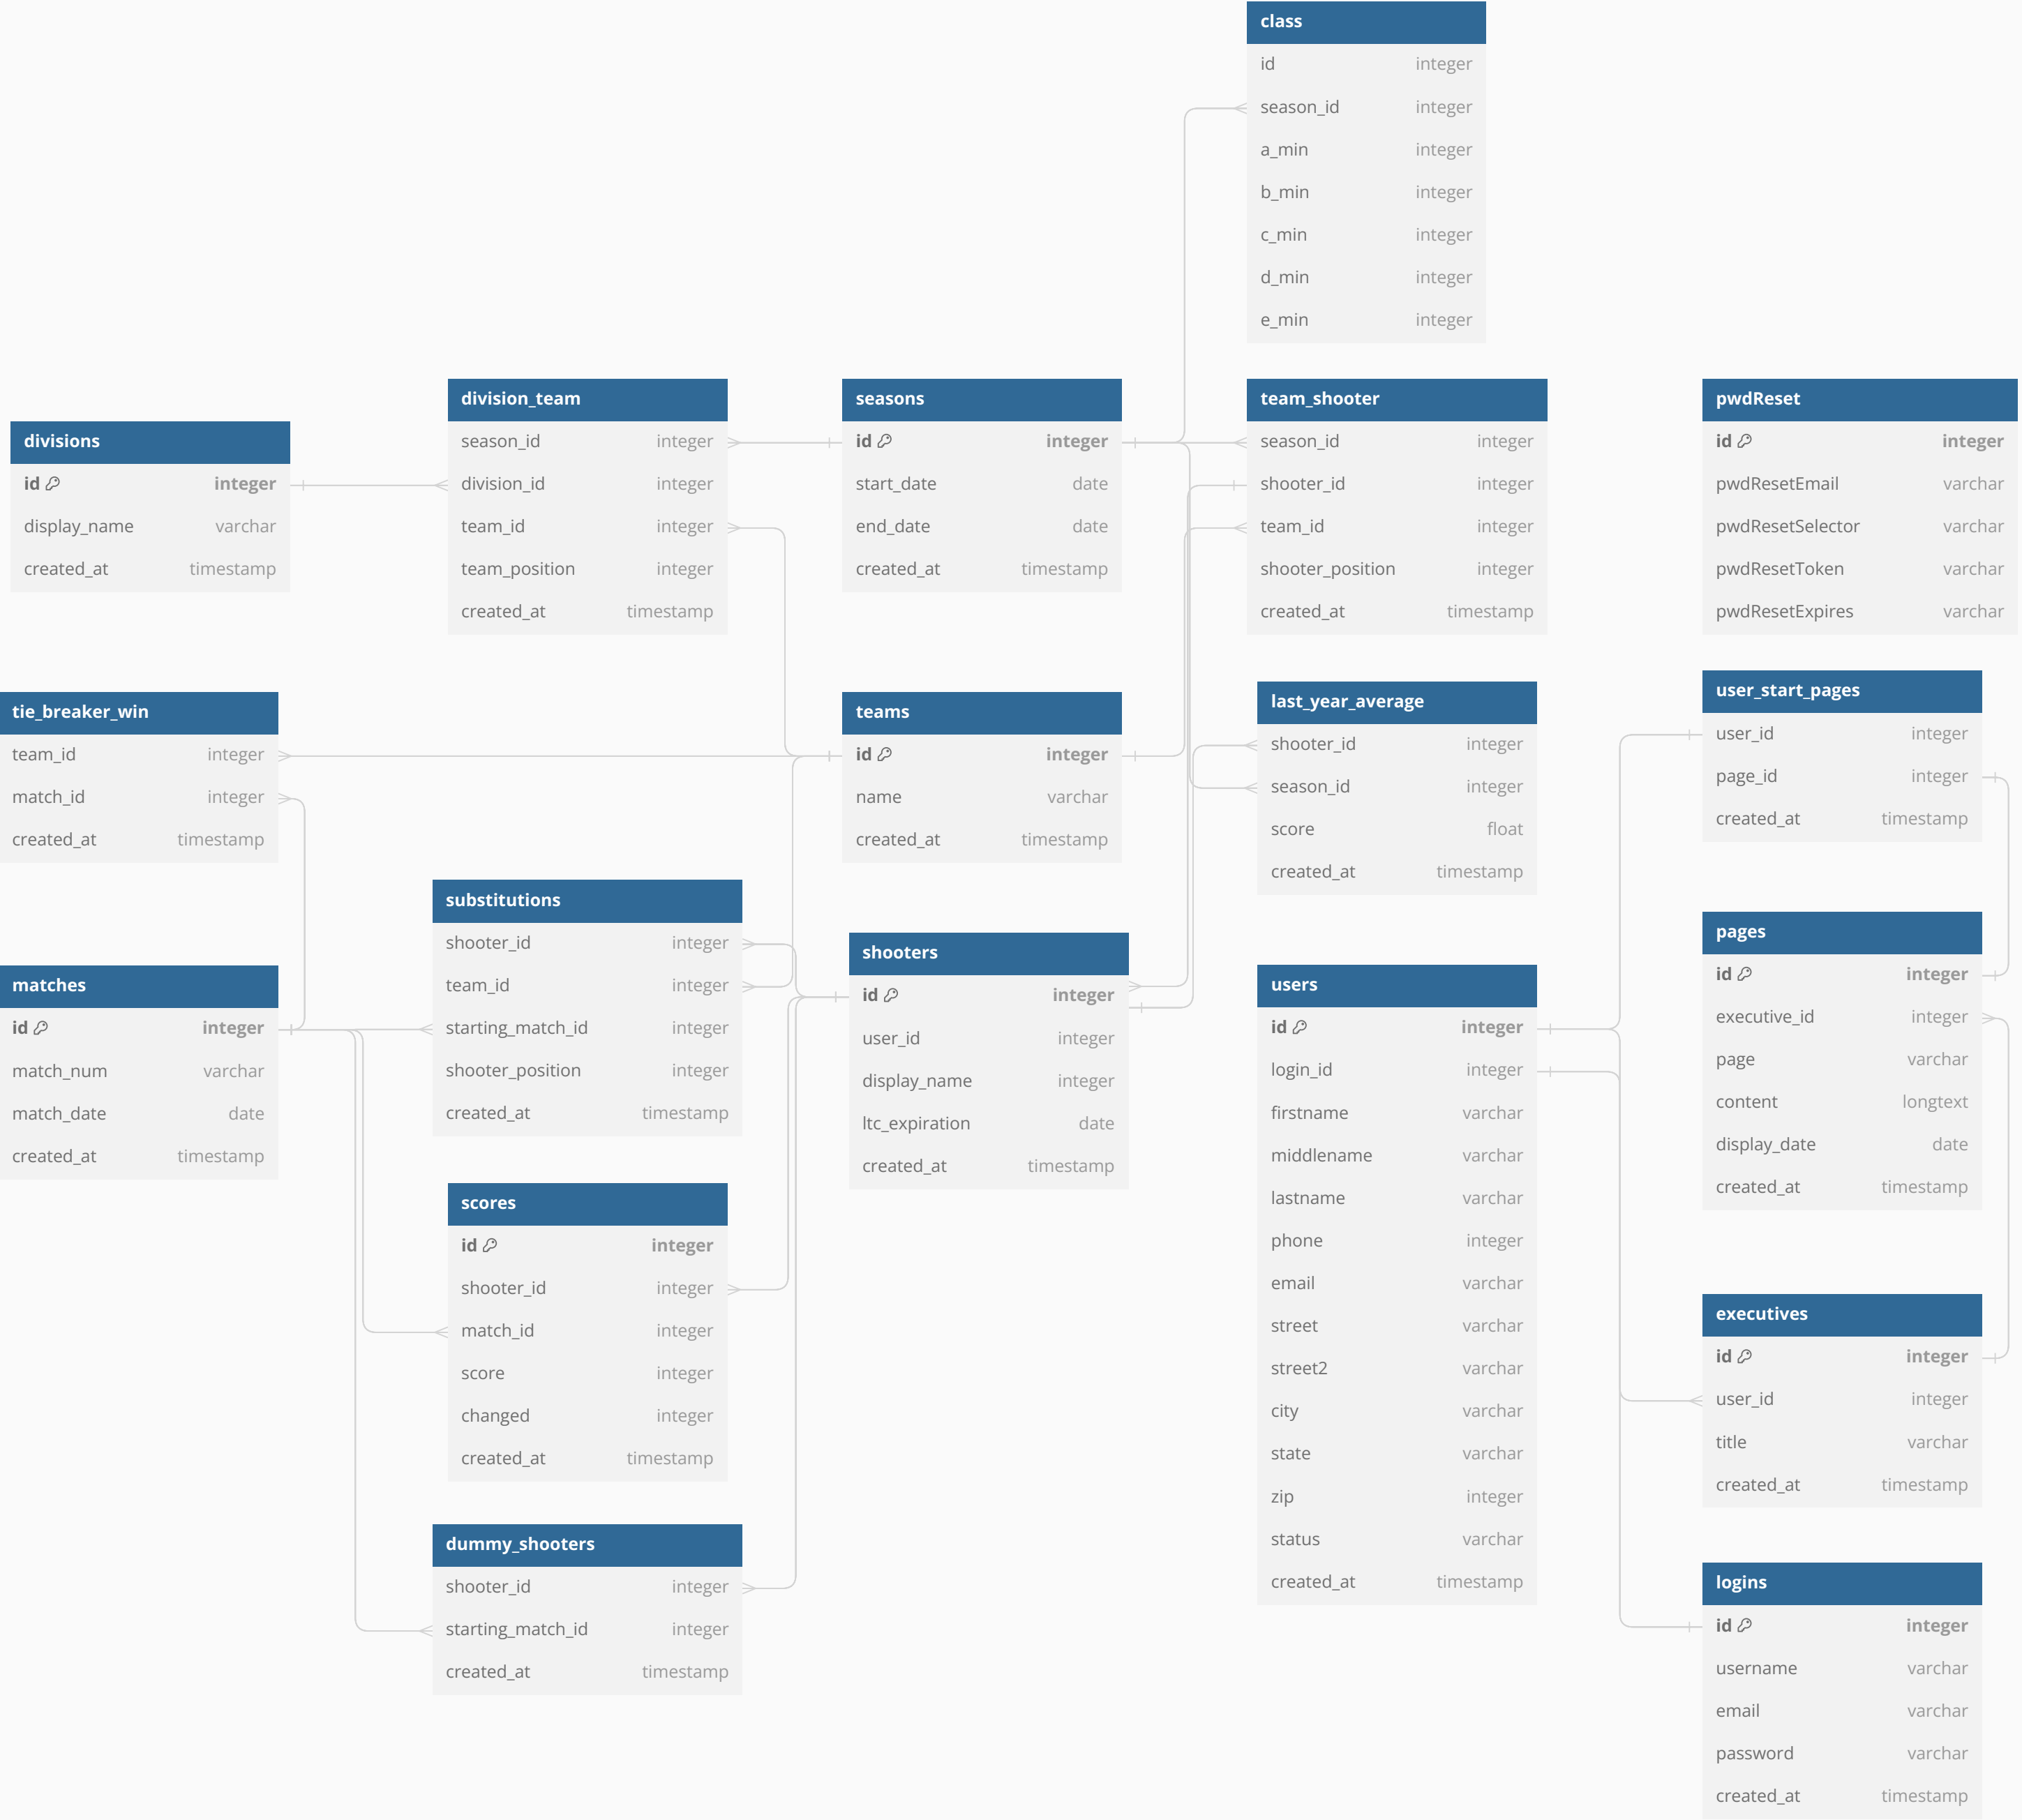 class
id integer
season_id integer
a_min integer
b_min integer
c_min integer
d_min integer
e_min integer
divisions
id integer
display_name varchar
created_at timestamp
division_team
season_id integer
division_id integer
team_id integer
team_position integer
created_at timestamp
seasons
id integer
start_date date
end_date date
created_at timestamp
team_shooter
season_id integer
shooter_id integer
team_id integer
shooter_position integer
created_at timestamp
pwdReset
id integer
pwdResetEmail varchar
pwdResetSelector varchar
pwdResetToken varchar
pwdResetExpires varchar
tie_breaker_win
team_id integer
match_id integer
created_at timestamp
teams
id integer
name varchar
created_at timestamp
last_year_average
shooter_id integer
season_id integer
score float
created_at timestamp
user_start_pages
user_id integer
page_id integer
created_at timestamp
matches
id integer
match_num varchar
match_date date
created_at timestamp
substitutions
shooter_id integer
team_id integer
starting_match_id integer
shooter_position integer
created_at timestamp
shooters
id integer
user_id integer
display_name integer
ltc_expiration date
created_at timestamp
users
id integer
login_id integer
firstname varchar
middlename varchar
lastname varchar
phone integer
email varchar
street varchar
street2 varchar
city varchar
state varchar
zip integer
status varchar
created_at timestamp
pages
id integer
executive_id integer
page varchar
content longtext
display_date date
created_at timestamp
scores
id integer
shooter_id integer
match_id integer
score integer
changed integer
created_at timestamp
executives
id integer
user_id integer
title varchar
created_at timestamp
dummy_shooters
shooter_id integer
starting_match_id integer
created_at timestamp
logins
id integer
username varchar
email varchar
password varchar
created_at timestamp